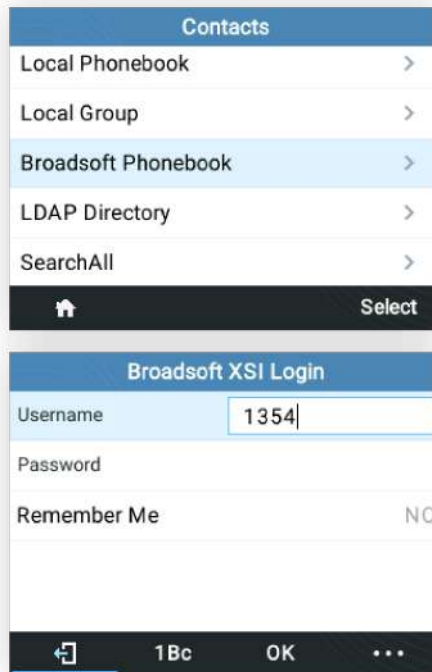 Contacts
Local Phonebook
Local Group
Broadsoft Phonebook
LDAP Directory
SearchAll
Select
Broadsoft XSI Login
Username 1354
Password
Remember Me NO
1Bc OK ...